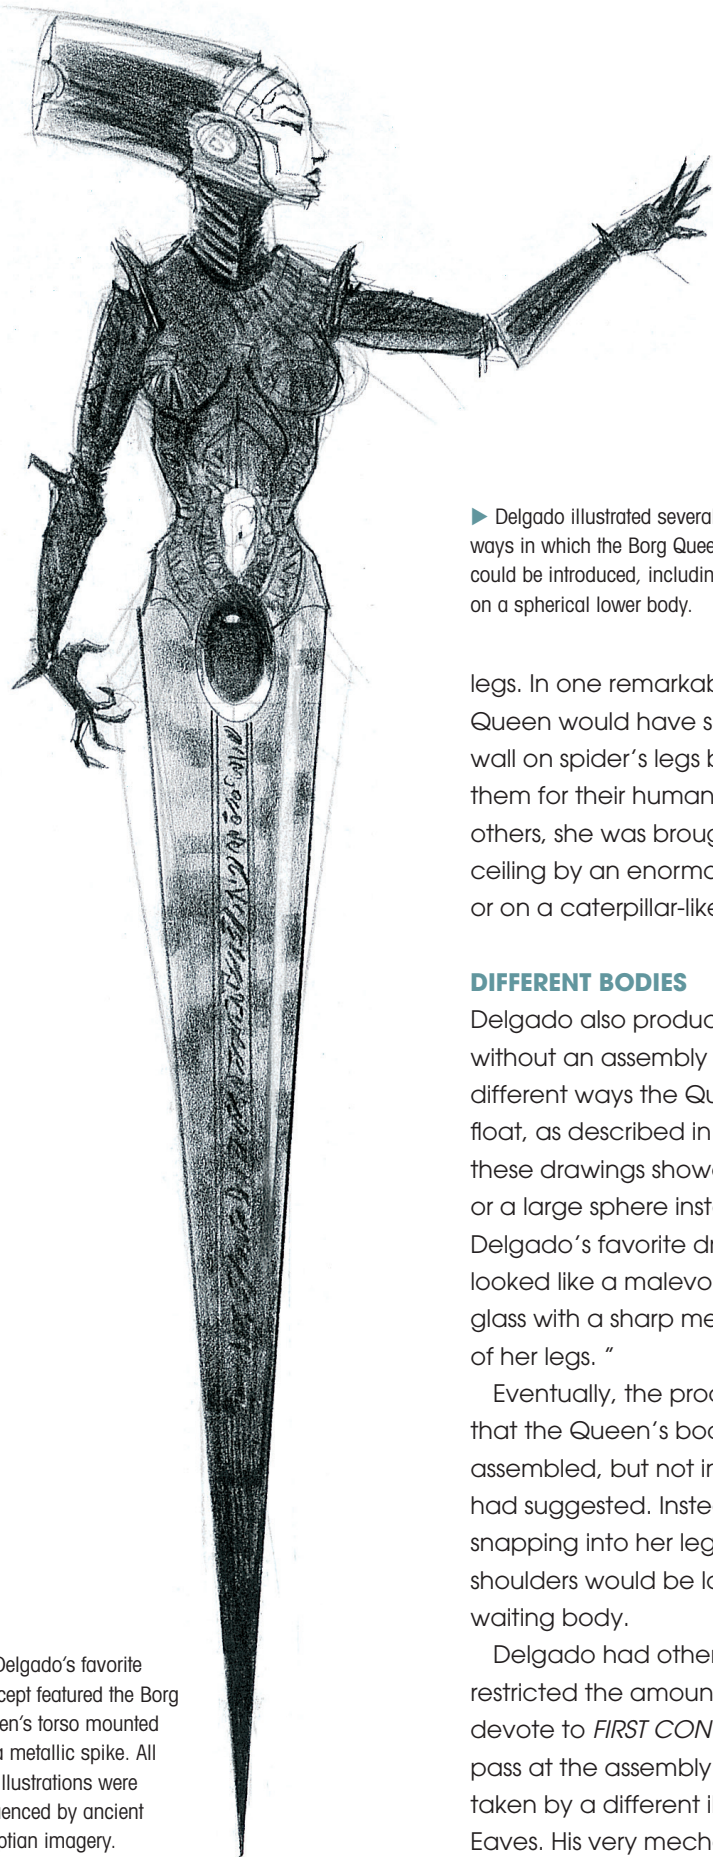 ▶ Delgado illustrated severa
ways in which the Borg Quee
could be introduced, includin
on a spherical lower body.
legs. In one remarkab
Queen would have s
wall on spider’s legs b
them for their human
others, she was broug
ceiling by an enormo
or on a caterpillar-like
DIFFERENT BODIES
Delgado also produc
without an assembly
different ways the Qu
float, as described in
these drawings showe
or a large sphere inst
Delgado’s favorite dr
looked like a malevo
glass with a sharp me
of her legs. “
Eventually, the prod
that the Queen’s bod
assembled, but not in
had suggested. Inste
snapping into her leg
shoulders would be lo
waiting body.
Delgado had other
restricted the amoun
devote to FIRST CON
pass at the assembly
taken by a different i
Eaves. His very mech
Delgado’s favorite
cept featured the Borg
en’s torso mounted
a metallic spike. All
illustrations were
enced by ancient
ptian imagery.